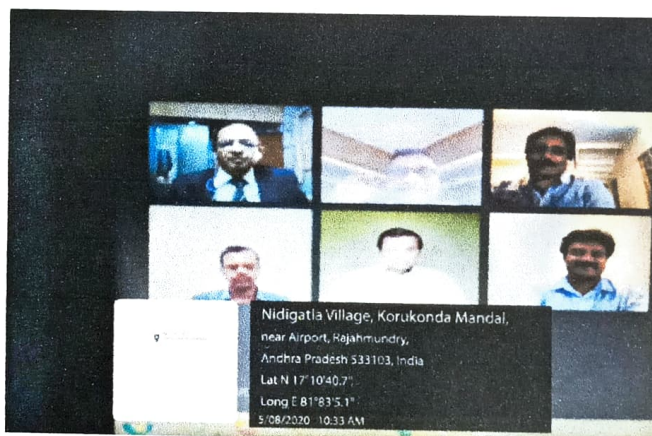 Nidigatla Village, Korukonda Mandal,
near Airport, Rajahmundry,
Andhra Pradesh 533103, India
Lat N 17°10'40.7"
Long E 81°83'5.1"
5/08/2020 10:33 AM